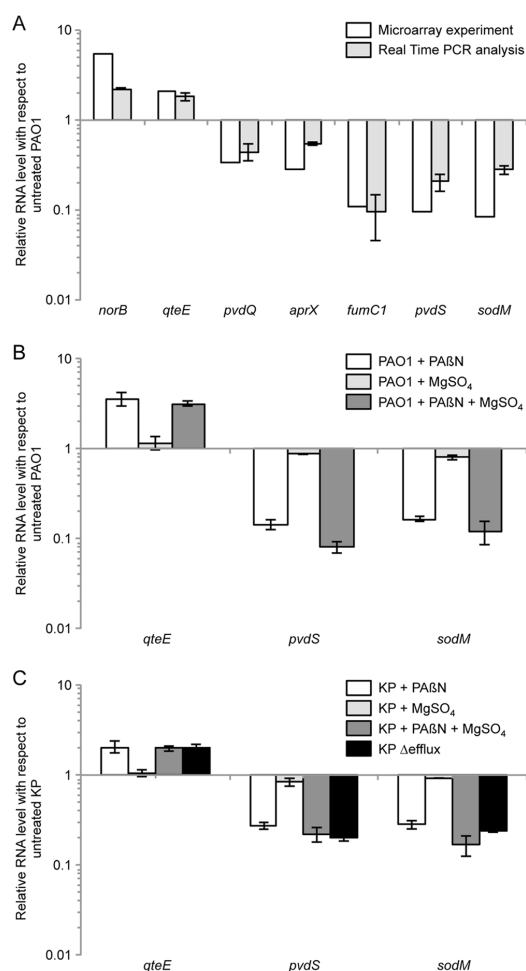 A
Relative RNA level with respect to
untreated PAO1
10
1
0.1
0.01
Microarray experiment
Real Time PCR analysis
norB qteE pvdQ aprX fumC1 pvdS sodM
B
Relative RNA level with respect to
untreated PAO1
10
1
0.1
0.01
PAO1 + PAßN
PAO1 + MgSO₄
PAO1 + PAßN + MgSO₄
qteE pvdS sodM
C
Relative RNA level with respect to
untreated KP
10
1
0.1
0.01
KP + PAßN
KP + MgSO₄
KP + PAßN + MgSO₄
KP Δefflux
qteE pvdS sodM